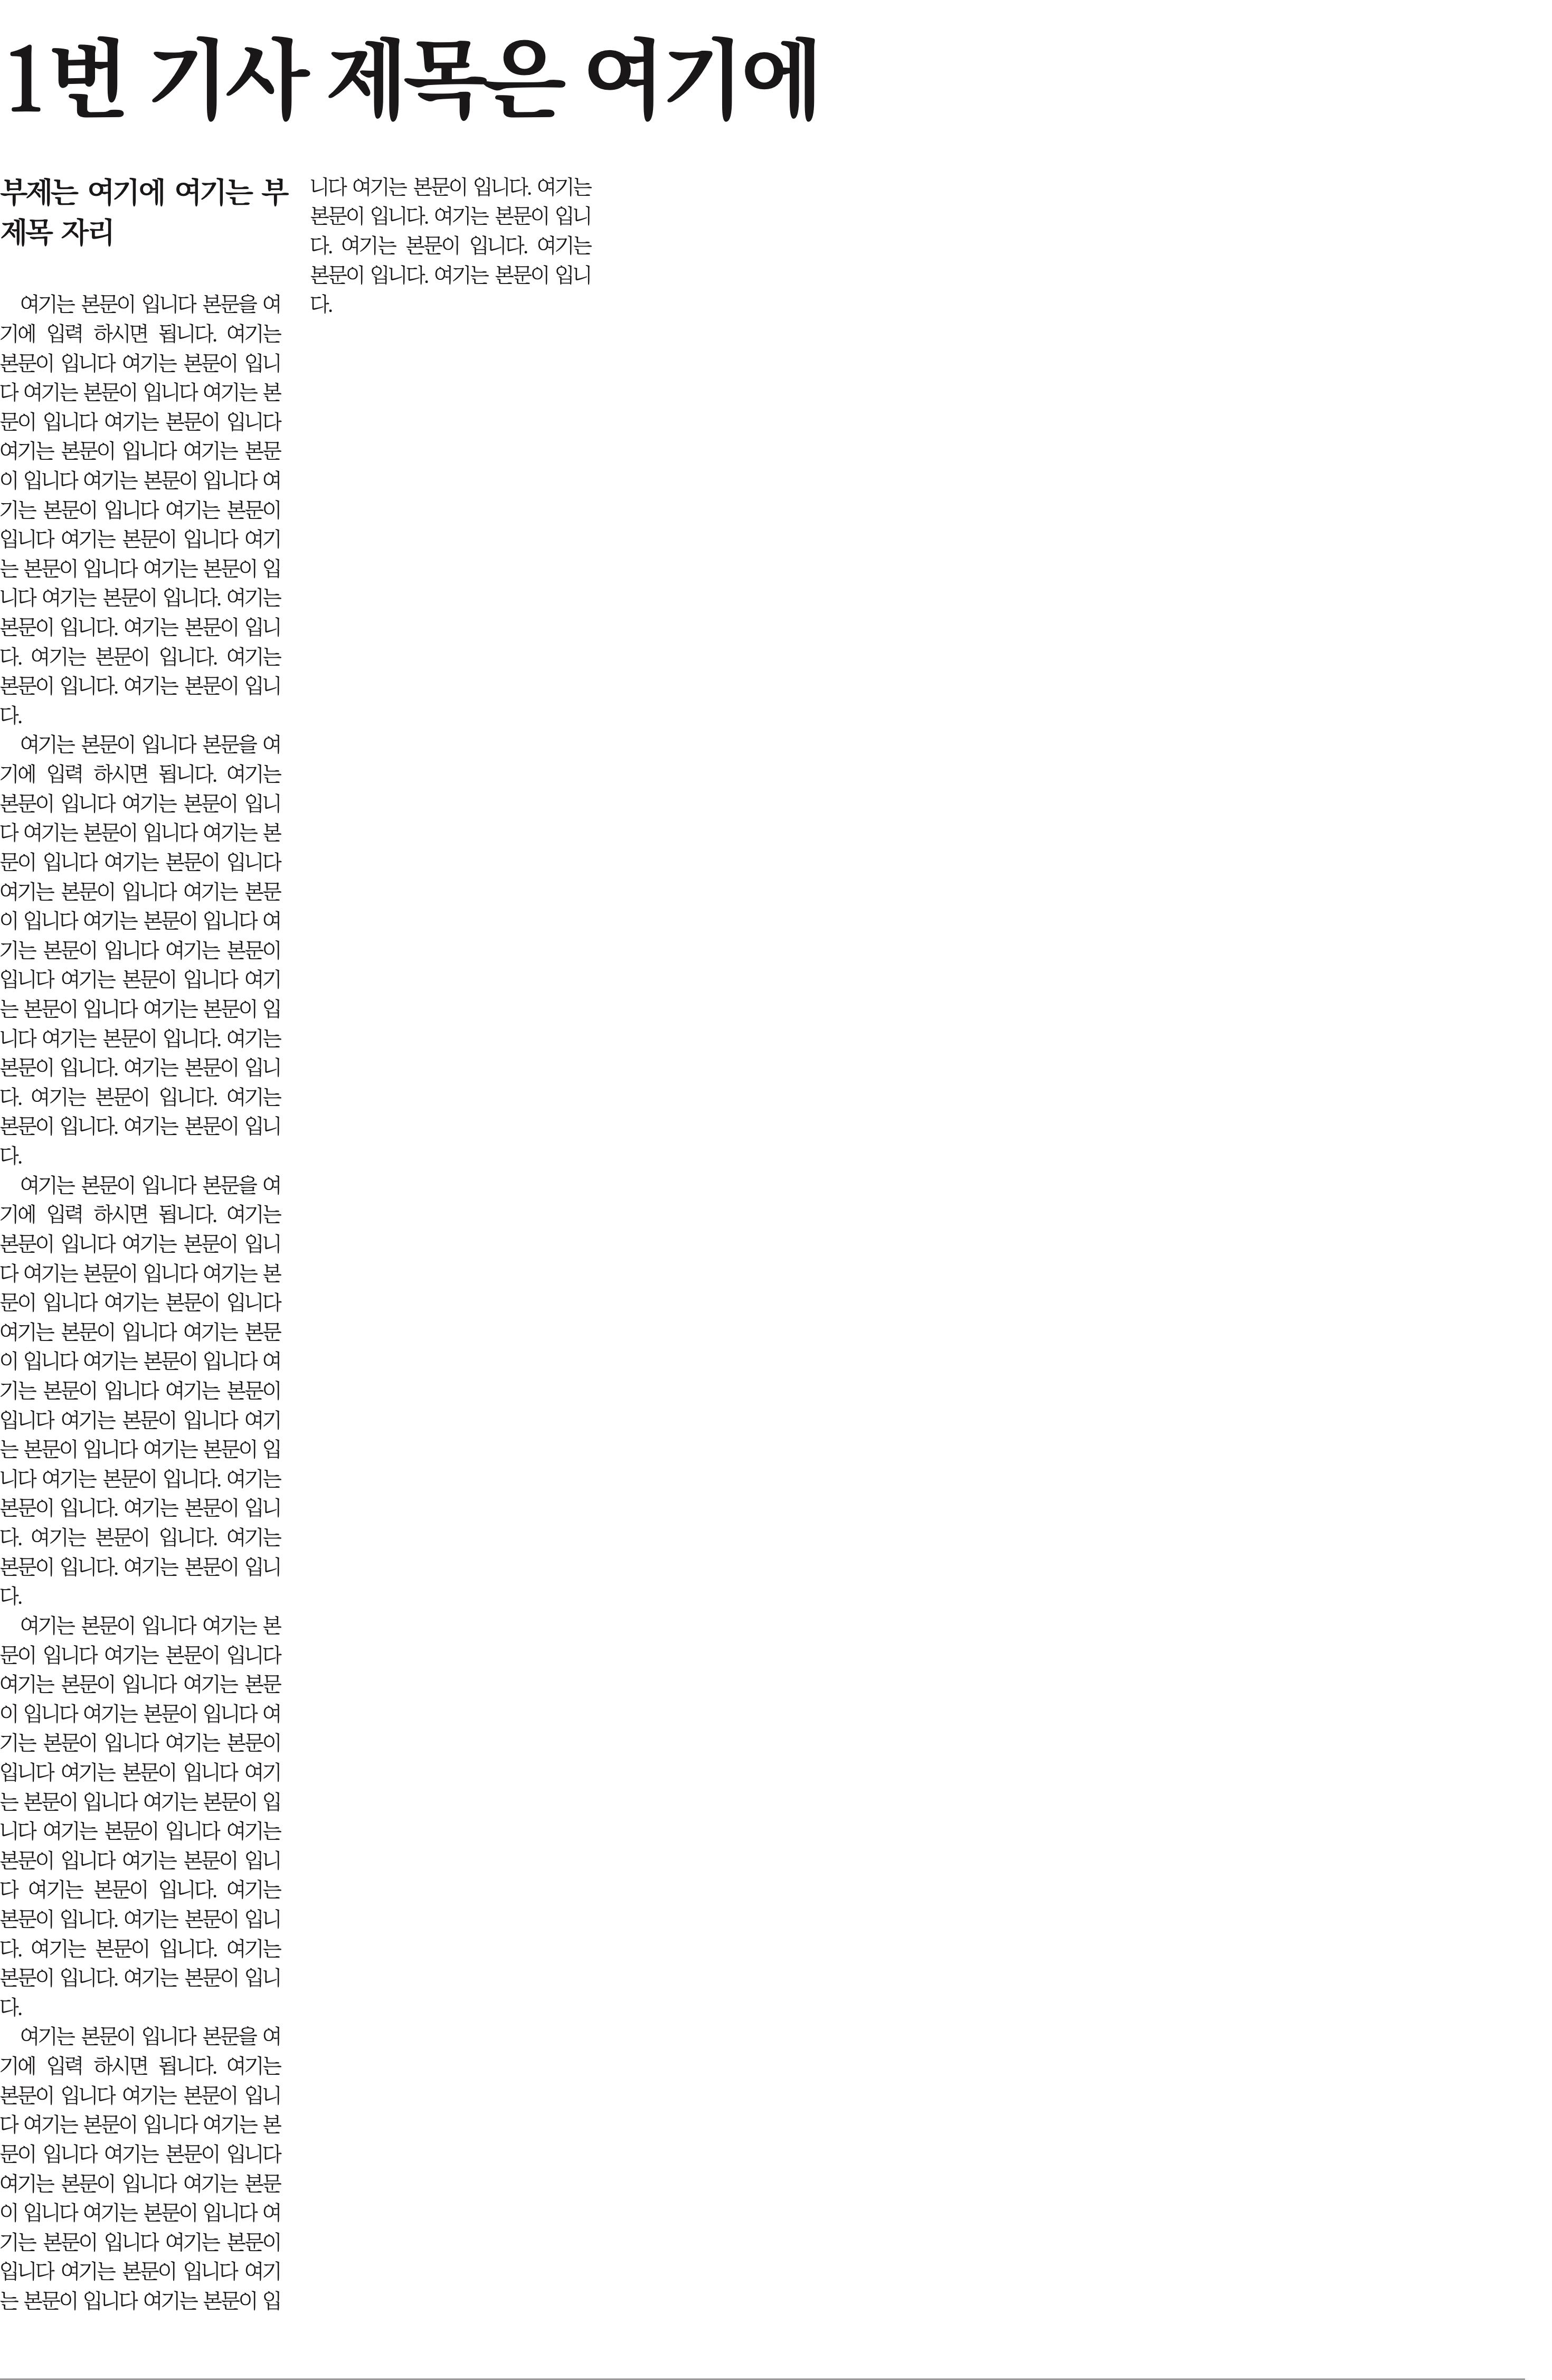 1번 기사 제목은 여기에
부제는 여기에 여기는 부
제목 자리
여기는 본문이 입니다 본문을 여
기에 입력 하시면 됩니다. 여기는
본문이 입니다 여기는 본문이 입니
다 여기는 본문이 입니다 여기는 본
문이 입니다 여기는 본문이 입니다
여기는 본문이 입니다 여기는 본문
이 입니다 여기는 본문이 입니다 여
기는 본문이 입니다 여기는 본문이
입니다 여기는 본문이 입니다 여기
는 본문이 입니다 여기는 본문이 입
니다 여기는 본문이 입니다. 여기는
본문이 입니다. 여기는 본문이 입니
다. 여기는 본문이 입니다. 여기는
본문이 입니다. 여기는 본문이 입니
다.
여기는 본문이 입니다 본문을 여
기에 입력 하시면 됩니다. 여기는
본문이 입니다 여기는 본문이 입니
다 여기는 본문이 입니다 여기는 본
문이 입니다 여기는 본문이 입니다
여기는 본문이 입니다 여기는 본문
이 입니다 여기는 본문이 입니다 여
기는 본문이 입니다 여기는 본문이
입니다 여기는 본문이 입니다 여기
는 본문이 입니다 여기는 본문이 입
니다 여기는 본문이 입니다. 여기는
본문이 입니다. 여기는 본문이 입니
다. 여기는 본문이 입니다. 여기는
본문이 입니다. 여기는 본문이 입니
다.
여기는 본문이 입니다 본문을 여
기에 입력 하시면 됩니다. 여기는
본문이 입니다 여기는 본문이 입니
다 여기는 본문이 입니다 여기는 본
문이 입니다 여기는 본문이 입니다
여기는 본문이 입니다 여기는 본문
이 입니다 여기는 본문이 입니다 여
기는 본문이 입니다 여기는 본문이
입니다 여기는 본문이 입니다 여기
는 본문이 입니다 여기는 본문이 입
니다 여기는 본문이 입니다. 여기는
본문이 입니다. 여기는 본문이 입니
다. 여기는 본문이 입니다. 여기는
본문이 입니다. 여기는 본문이 입니
다.
여기는 본문이 입니다 여기는 본
문이 입니다 여기는 본문이 입니다
여기는 본문이 입니다 여기는 본문
이 입니다 여기는 본문이 입니다 여
기는 본문이 입니다 여기는 본문이
입니다 여기는 본문이 입니다 여기
는 본문이 입니다 여기는 본문이 입
니다 여기는 본문이 입니다 여기는
본문이 입니다 여기는 본문이 입니
다 여기는 본문이 입니다. 여기는
본문이 입니다. 여기는 본문이 입니
다. 여기는 본문이 입니다. 여기는
본문이 입니다. 여기는 본문이 입니
다.
여기는 본문이 입니다 본문을 여
기에 입력 하시면 됩니다. 여기는
본문이 입니다 여기는 본문이 입니
다 여기는 본문이 입니다 여기는 본
문이 입니다 여기는 본문이 입니다
여기는 본문이 입니다 여기는 본문
이 입니다 여기는 본문이 입니다 여
기는 본문이 입니다 여기는 본문이
입니다 여기는 본문이 입니다 여기
는 본문이 입니다 여기는 본문이 입
니다 여기는 본문이 입니다. 여기는
본문이 입니다. 여기는 본문이 입니
다. 여기는 본문이 입니다. 여기는
본문이 입니다. 여기는 본문이 입니
다.